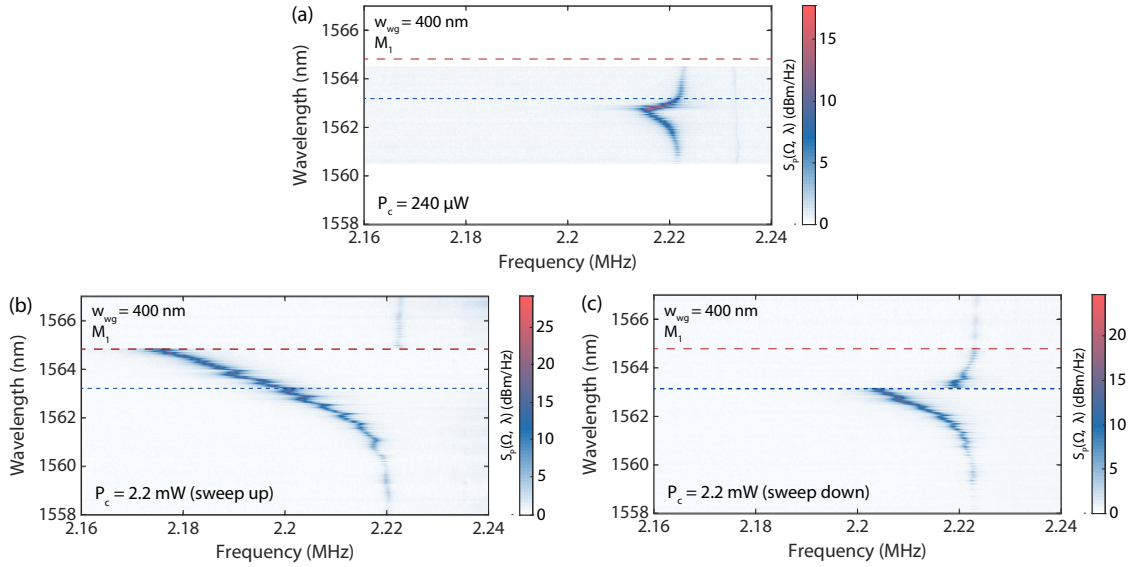 (a)
w_wg = 400 nm
M_1
P_c = 240 μW
Wavelength (nm)
1566
1564
1562
1560
1558
2.16
2.18
2.2
2.22
2.24
Frequency (MHz)
15
10
5
0
S_p(Ω, λ) (dBm/Hz)
(b)
w_wg = 400 nm
M_1
P_c = 2.2 mW (sweep up)
Wavelength (nm)
1566
1564
1562
1560
1558
2.16
2.18
2.2
2.22
2.24
Frequency (MHz)
25
20
15
10
5
0
S_p(Ω, λ) (dBm/Hz)
(c)
w_wg = 400 nm
M_1
P_c = 2.2 mW (sweep down)
Wavelength (nm)
1566
1564
1562
1560
1558
2.16
2.18
2.2
2.22
2.24
Frequency (MHz)
20
15
10
5
0
S_p(Ω, λ) (dBm/Hz)